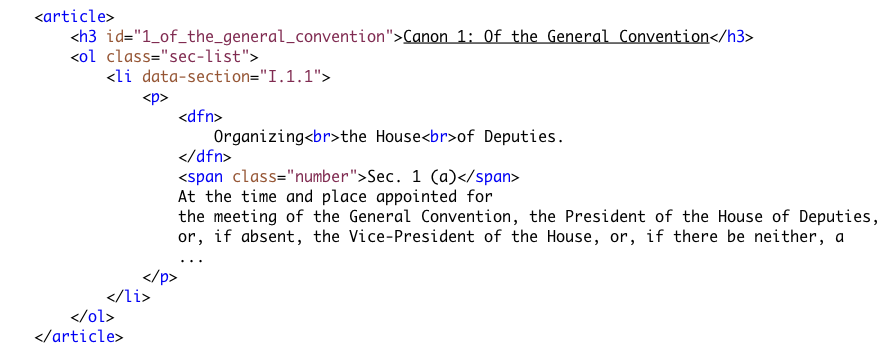 <article>
<h3 id="1_of_the_general_convention">Canon 1: Of the General Convention</h3>
<ol class="sec-list">
<li data-section="I.1.1">
<p>
<dfn>
Organizing<br>the House<br>of Deputies.
</dfn>
<span class="number">Sec. 1 (a)</span>
At the time and place appointed for
the meeting of the General Convention, the President of the House of Deputies,
or, if absent, the Vice-President of the House, or, if there be neither, a
...
</p>
</li>
</ol>
</article>